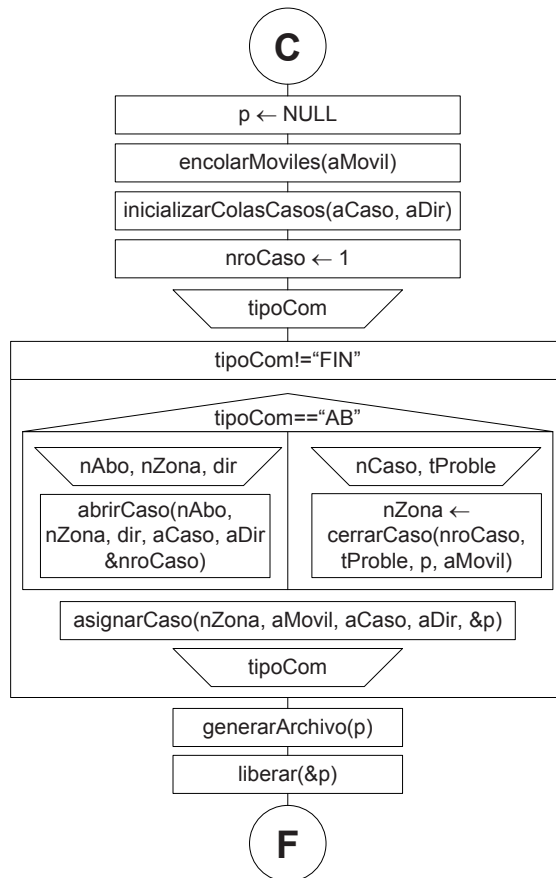 C
p ← NULL
encolarMoviles(aMovil)
inicializarColasCasos(aCaso, aDir)
nroCaso ← 1
tipoCom
tipoCom!=“FIN”
tipoCom==“AB”
nAbo, nZona, dir
abrirCaso(nAbo,
nZona, dir, aCaso, aDir
&nroCaso)
nCaso, tProble
nZona ←
cerrarCaso(nroCaso,
tProble, p, aMovil)
asignarCaso(nZona, aMovil, aCaso, aDir, &p)
tipoCom
generarArchivo(p)
liberar(&p)
F